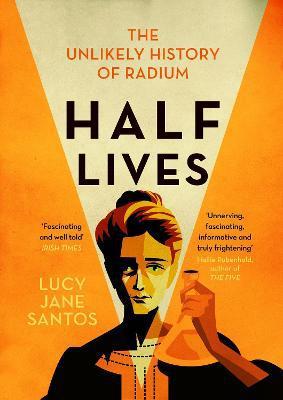 THE
UNLIKELY HISTORY
OF RADIUM
HALF
LIVES
'Fascinating
and well told'
IRISH TIMES
'Unnerving,
fascinating,
informative and
truly frightening'
Hallie Rubenhold,
author of
THE FIVE
LUCY
JANE
SANTOS